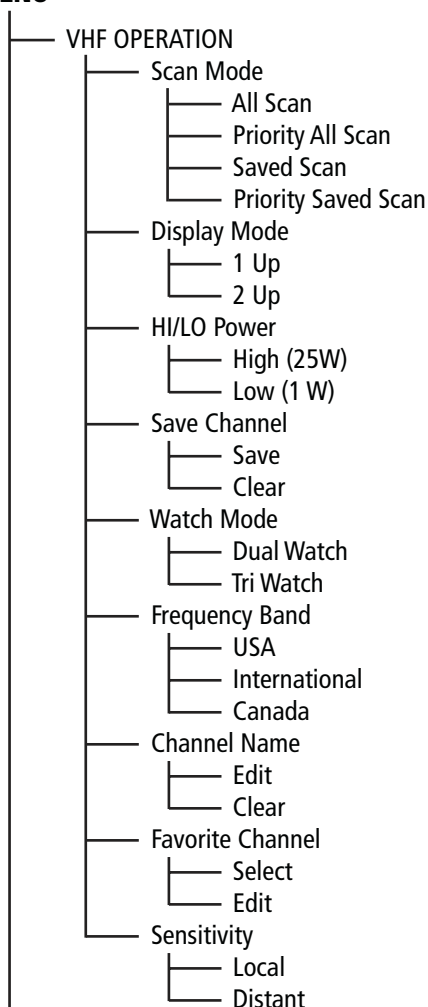 VHF OPERATION
Scan Mode
All Scan
Priority All Scan
Saved Scan
Priority Saved Scan
Display Mode
1 Up
2 Up
HI/LO Power
High (25W)
Low (1 W)
Save Channel
Save
Clear
Watch Mode
Dual Watch
Tri Watch
Frequency Band
USA
International
Canada
Channel Name
Edit
Clear
Favorite Channel
Select
Edit
Sensitivity
Local
Distant